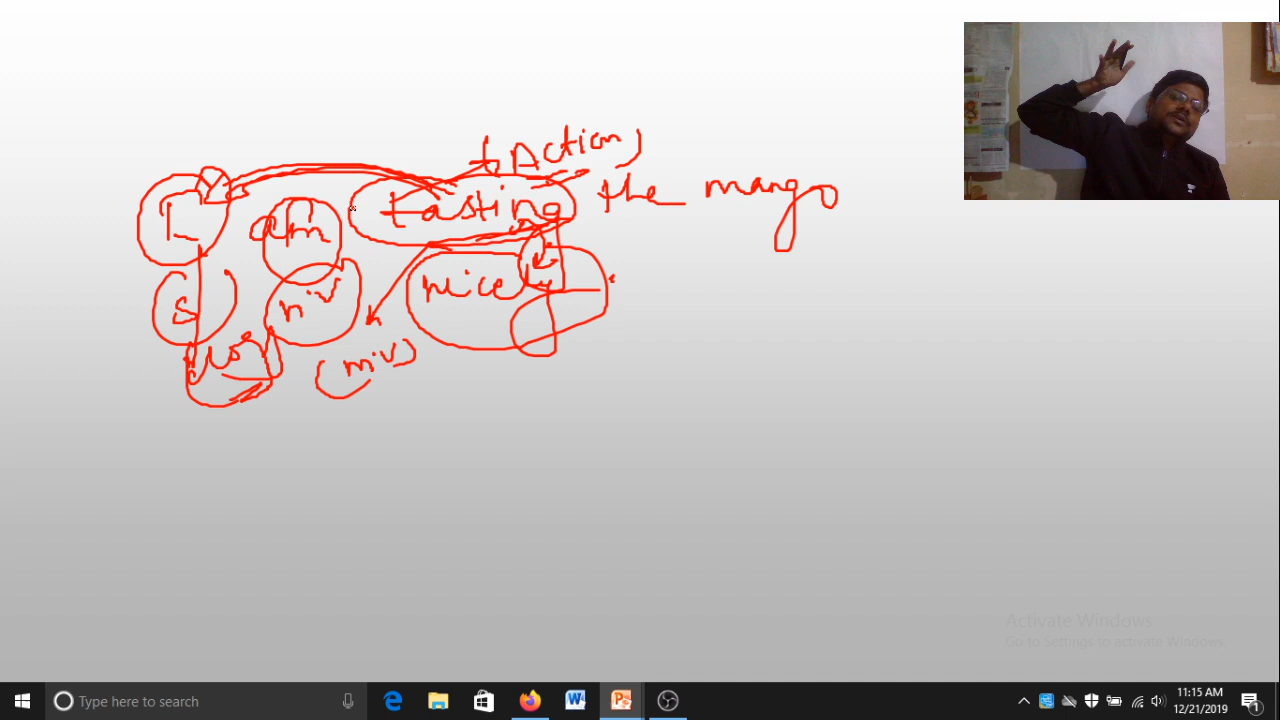 Action
I am tasting the mango
S nicely
(m.v)
Activate Windows
Go to Settings to activate Windows.
Type here to search
11:15 AM
12/21/2019